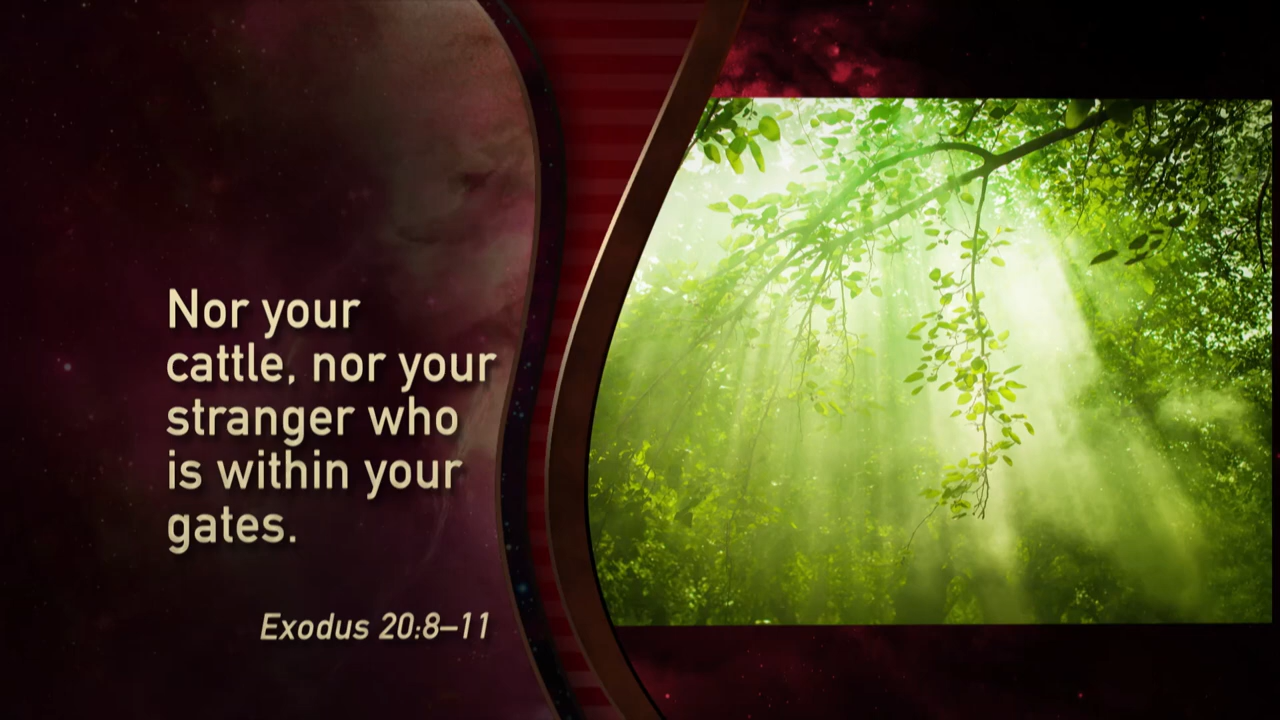 Nor your
cattle, nor your
stranger who
is within your
gates.
Exodus 20:8–11